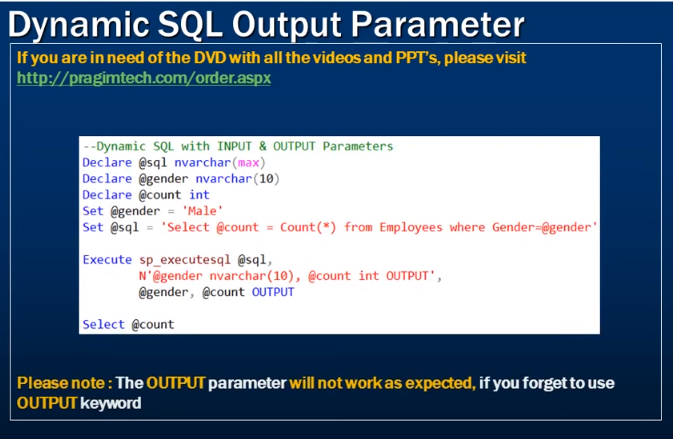 Dynamic SQL Output Parameter
If you are in need of the DVD with all the videos and PPT's, please visit
http://pragimtech.com/order.aspx
--Dynamic SQL with INPUT & OUTPUT Parameters
Declare @sql nvarchar(max)
Declare @gender nvarchar(10)
Declare @count int
Set @gender = 'Male'
Set @sql = 'Select @count = Count(*) from Employees where Gender=@gender'
Execute sp_executesql @sql,
N'@gender nvarchar(10), @count int OUTPUT',
@gender, @count OUTPUT
Select @count
Please note : The OUTPUT parameter will not work as expected, if you forget to use
OUTPUT keyword